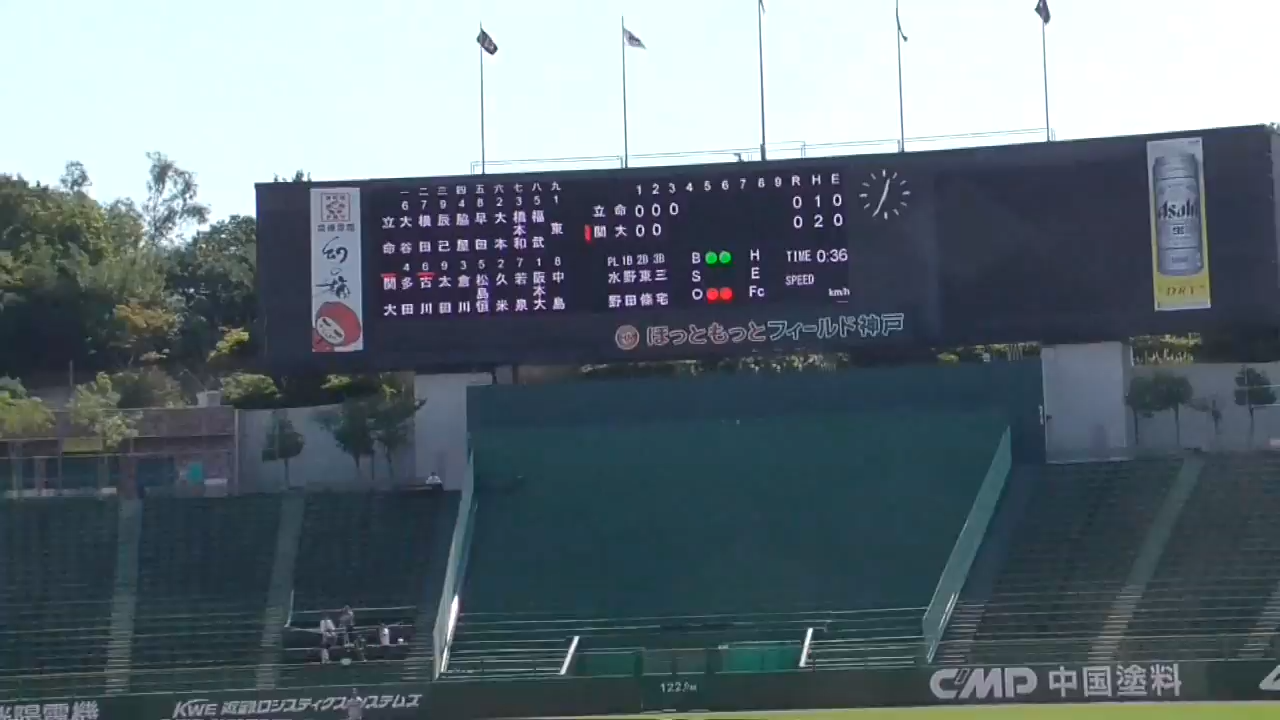 一 二 三 四 五 六 七 八 九
6 7 9 4 8 2 3 5 1
立命 大谷 横田 辰己 脇屋 早田 大本 橋本和 福武 東
4 6 9 3 5 2 7 1 8
関大 多田 古川 太田 倉川 松島恒 久米 若泉 阪本大 中島
1 2 3 4 5 6 7 8 9 R H E
立命 0 0 0 0 1 0
関大 0 0 0 2 0
PL 1B 2B 3B
水野 野田 東條 三宅
B H
S E
O Fc
TIME 0:36
SPEED
km/h
幻の梅
ほっともっとフィールド神戸
Asahi
DRY
122.0M
陽電機
KWE 近鉄ロジスティクスシステムズ
CMP 中国塗料